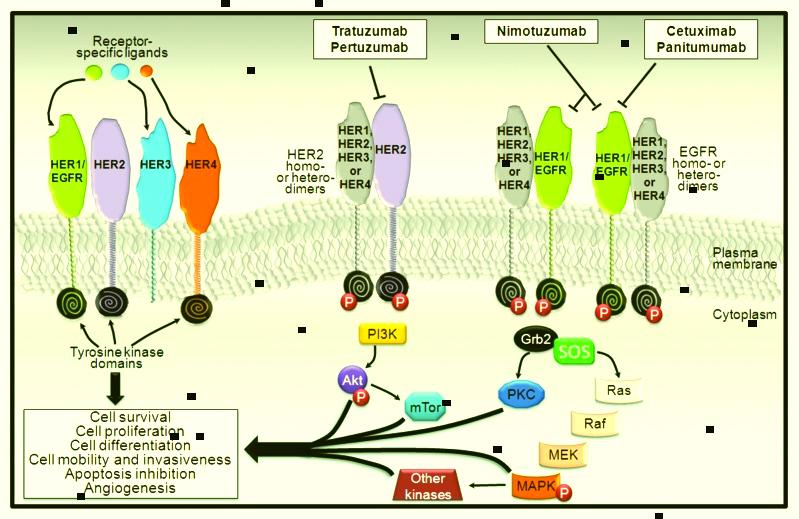 Receptor-
specific ligands
Tratuzumab
Pertuzumab
Nimotuzumab
Cetuximab
Panitumumab
HER1/
EGFR
HER2
HER3
HER4
HER2
homo-
or hetero-
dimers
HER1,
HER2,
HER3,
or
HER4
HER2
HER1,
HER2,
HER3,
or
HER4
HER1/
EGFR
HER1/
EGFR
HER1,
HER2,
HER3,
or
HER4
EGFR
homo- or
hetero-
dimers
Plasma
membrane
Cytoplasm
P
P
P
P
P
P
Tyrosine kinase
domains
PI3K
Akt
P
mTor
Grb2
SOS
PKC
Ras
Raf
MEK
MAPK
P
Other
kinases
Cell survival
Cell proliferation
Cell differentiation
Cell mobility and invasiveness
Apoptosis inhibition
Angiogenesis